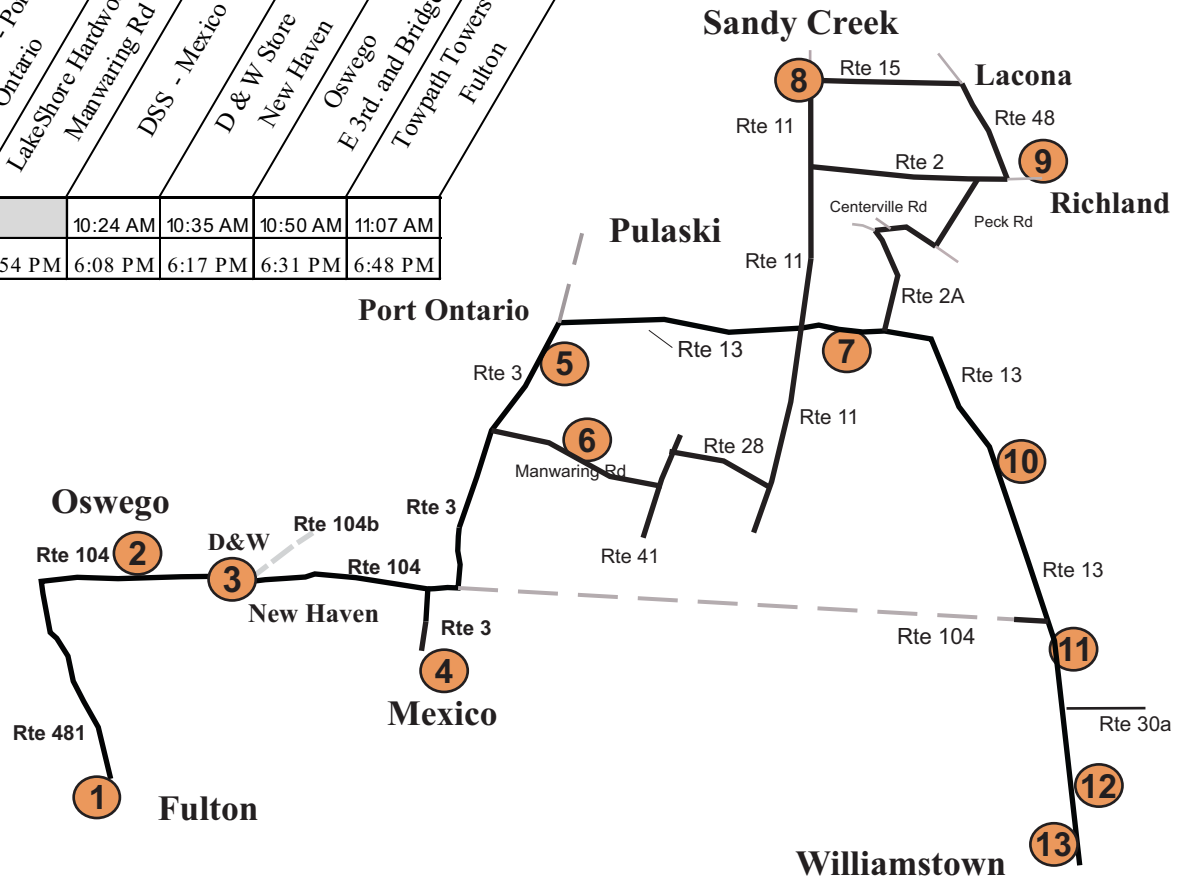 Ontario
LakeShore Hardwo
Manwaring Rd
DSS - Mexico
D & W Store
New Haven
Oswego
E 3rd. and Bridge
Towpath Towers
Fulton
10:24 AM 10:35 AM 10:50 AM 11:07 AM
54 PM 6:08 PM 6:17 PM 6:31 PM 6:48 PM
Sandy Creek
8
Rte 15
Lacona
Rte 11
Rte 48
Rte 2
9
Richland
Centerville Rd
Peck Rd
Pulaski
Rte 11
Rte 2A
Port Ontario
Rte 13
7
5
Rte 3
Rte 13
Rte 11
6
Rte 28
Manwaring Rd
10
Oswego
Rte 3
Rte 104b
Rte 104
2
D&W
Rte 41
Rte 104
3
Rte 13
New Haven
Rte 3
Rte 104
11
4
Mexico
Rte 30a
Rte 481
1
Fulton
12
13
Williamstown